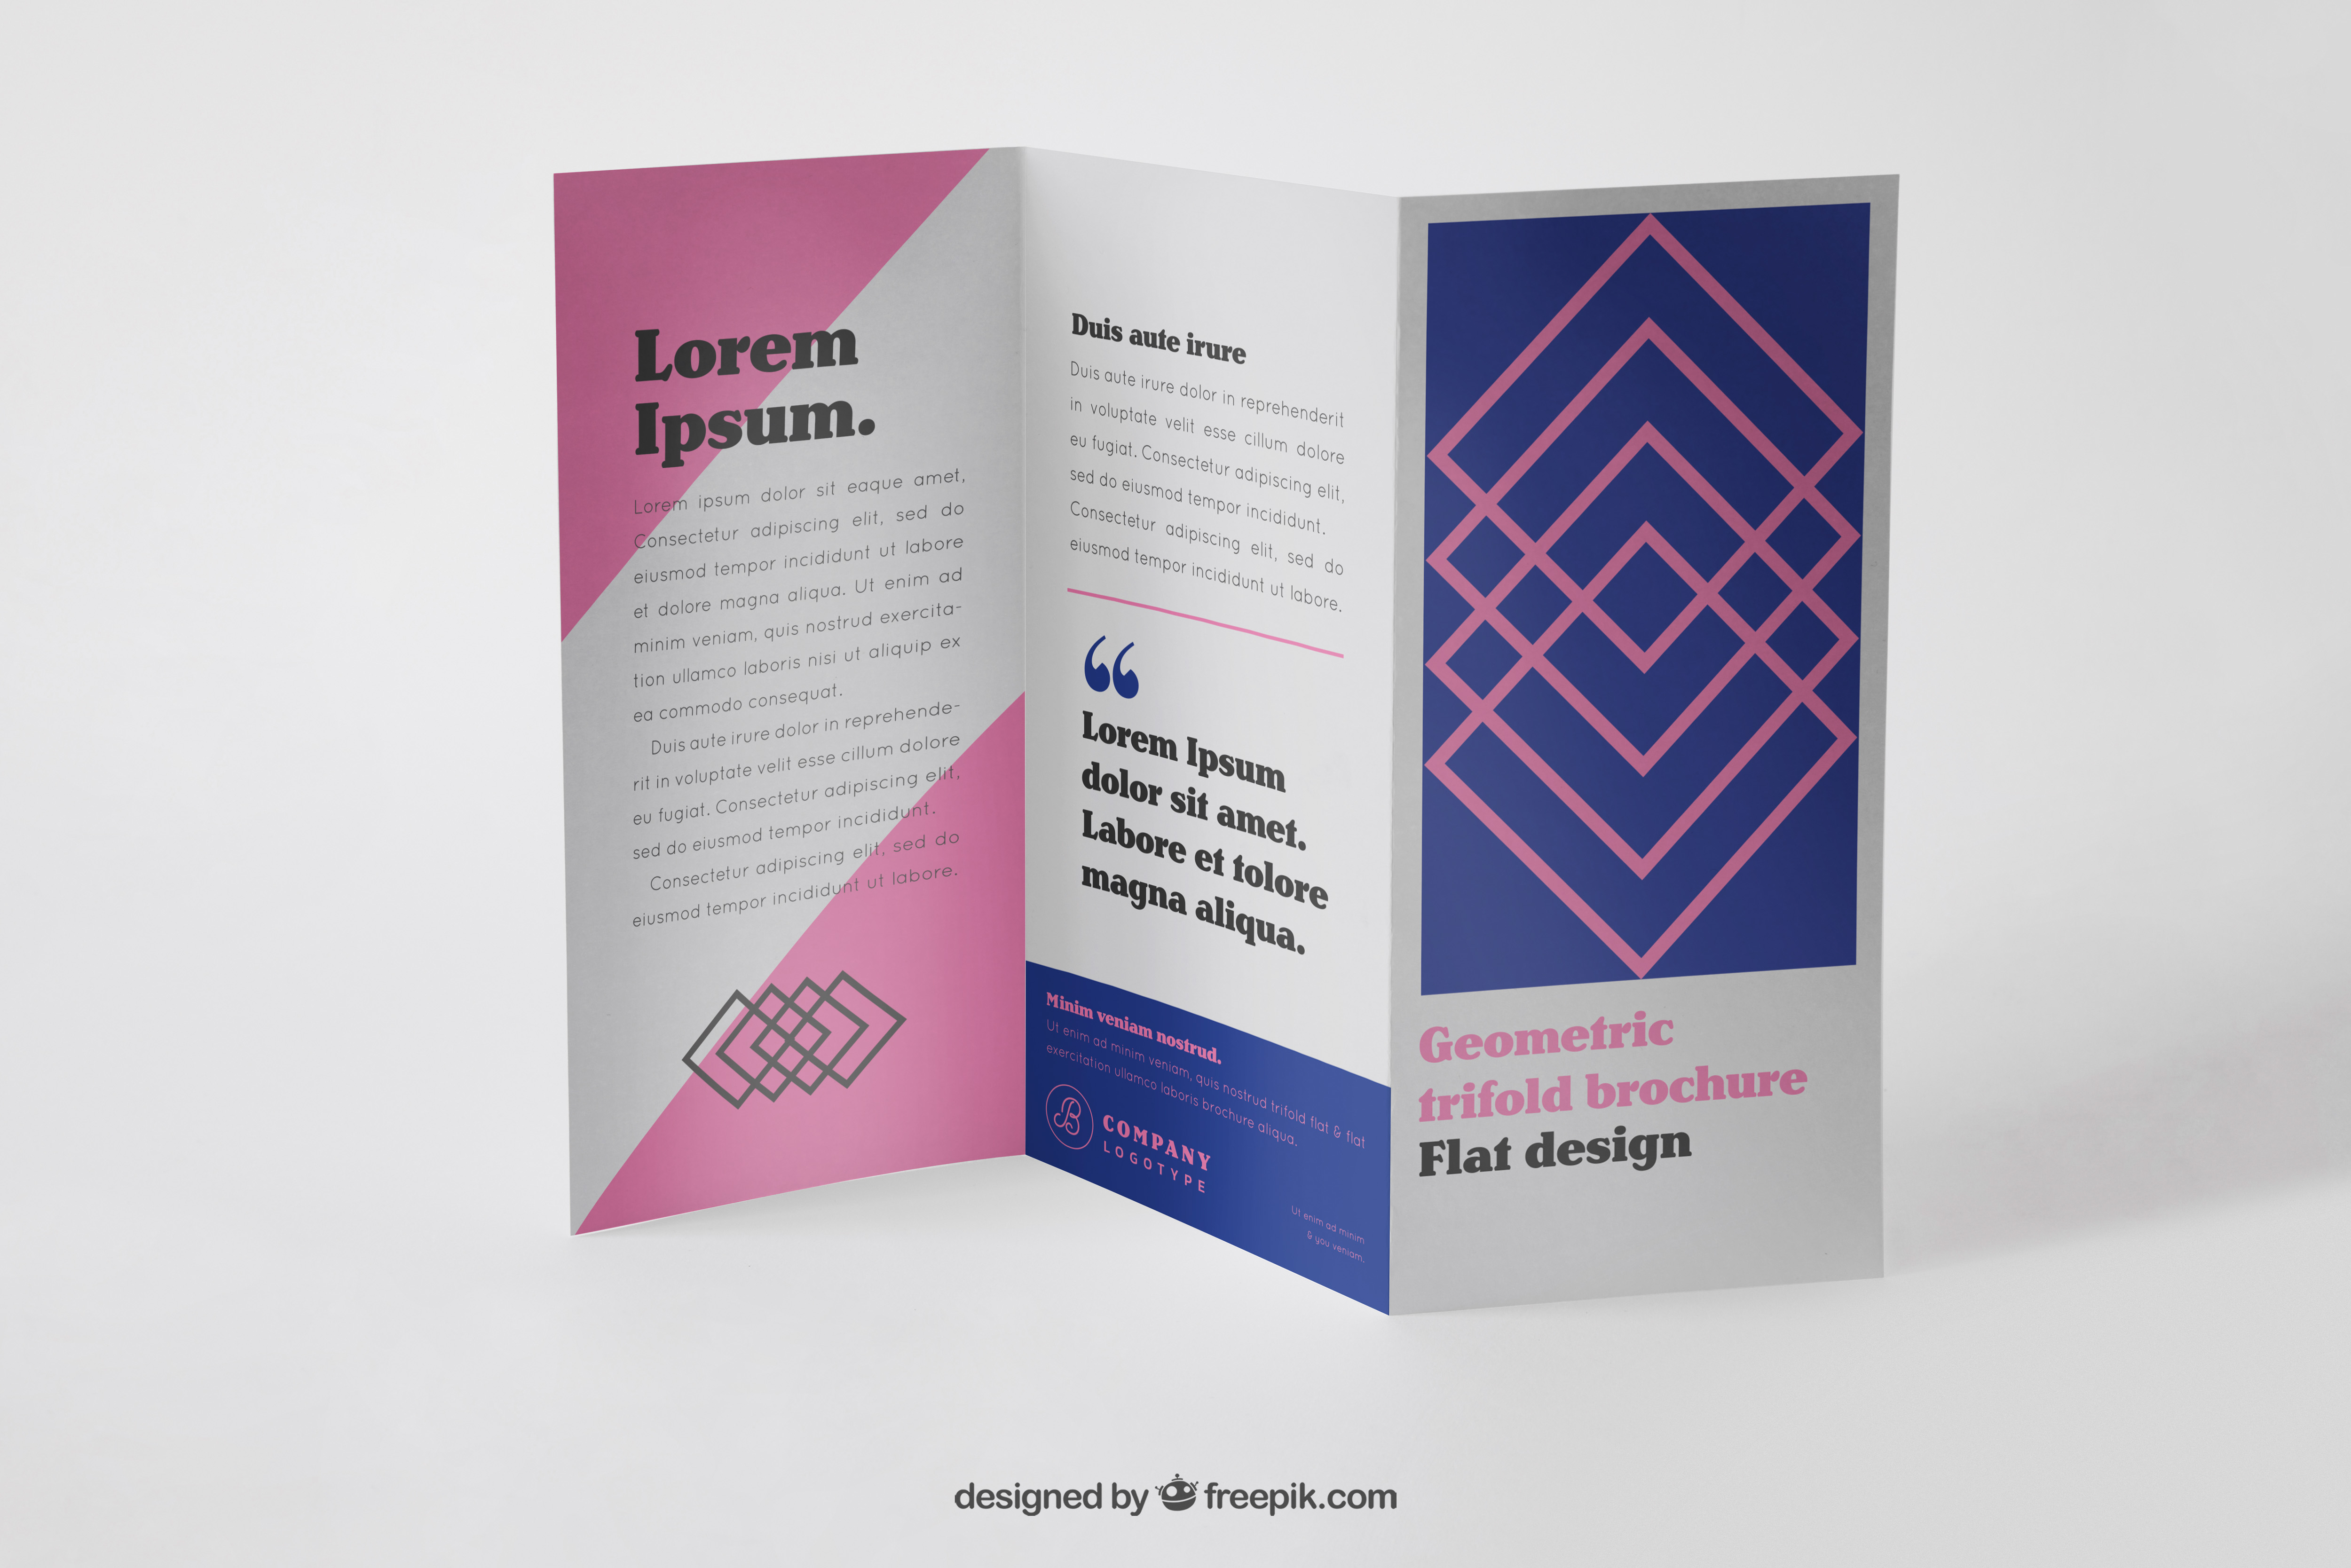 Lorem
Ipsum.
Lorem ipsum dolor sit eaque amet,
Consectetur adipiscing elit, sed do
eiusmod tempor incididunt ut labore
et dolore magna aliqua. Ut enim ad
minim veniam, quis nostrud exercita-
tion ullamco laboris nisi ut aliquip ex
ea commodo consequat.
Duis aute irure dolor in reprehende-
rit in voluptate velit esse cillum dolore
eu fugiat. Consectetur adipiscing elit,
sed do eiusmod tempor incididunt.
Consectetur adipiscing elit, sed do
eiusmod tempor incididunt ut labore.
Duis aute irure
Duis aute irure dolor in reprehenderit
in voluptate velit esse cillum dolore
eu fugiat. Consectetur adipiscing elit,
sed do eiusmod tempor incididunt.
Consectetur adipiscing elit, sed do
eiusmod tempor incididunt ut labore.
“
Lorem Ipsum
dolor sit amet.
Labore et tolore
magna aliqua.
Minim veniam nostrud.
Ut enim ad minim veniam, quis nostrud trifold flat & flat
exercitation ullamco laboris brochure aliqua.
B
COMPANY
LOGOTYPE
Ut enim ad minim
& you veniam.
Geometric
trifold brochure
Flat design
designed by freepik.com